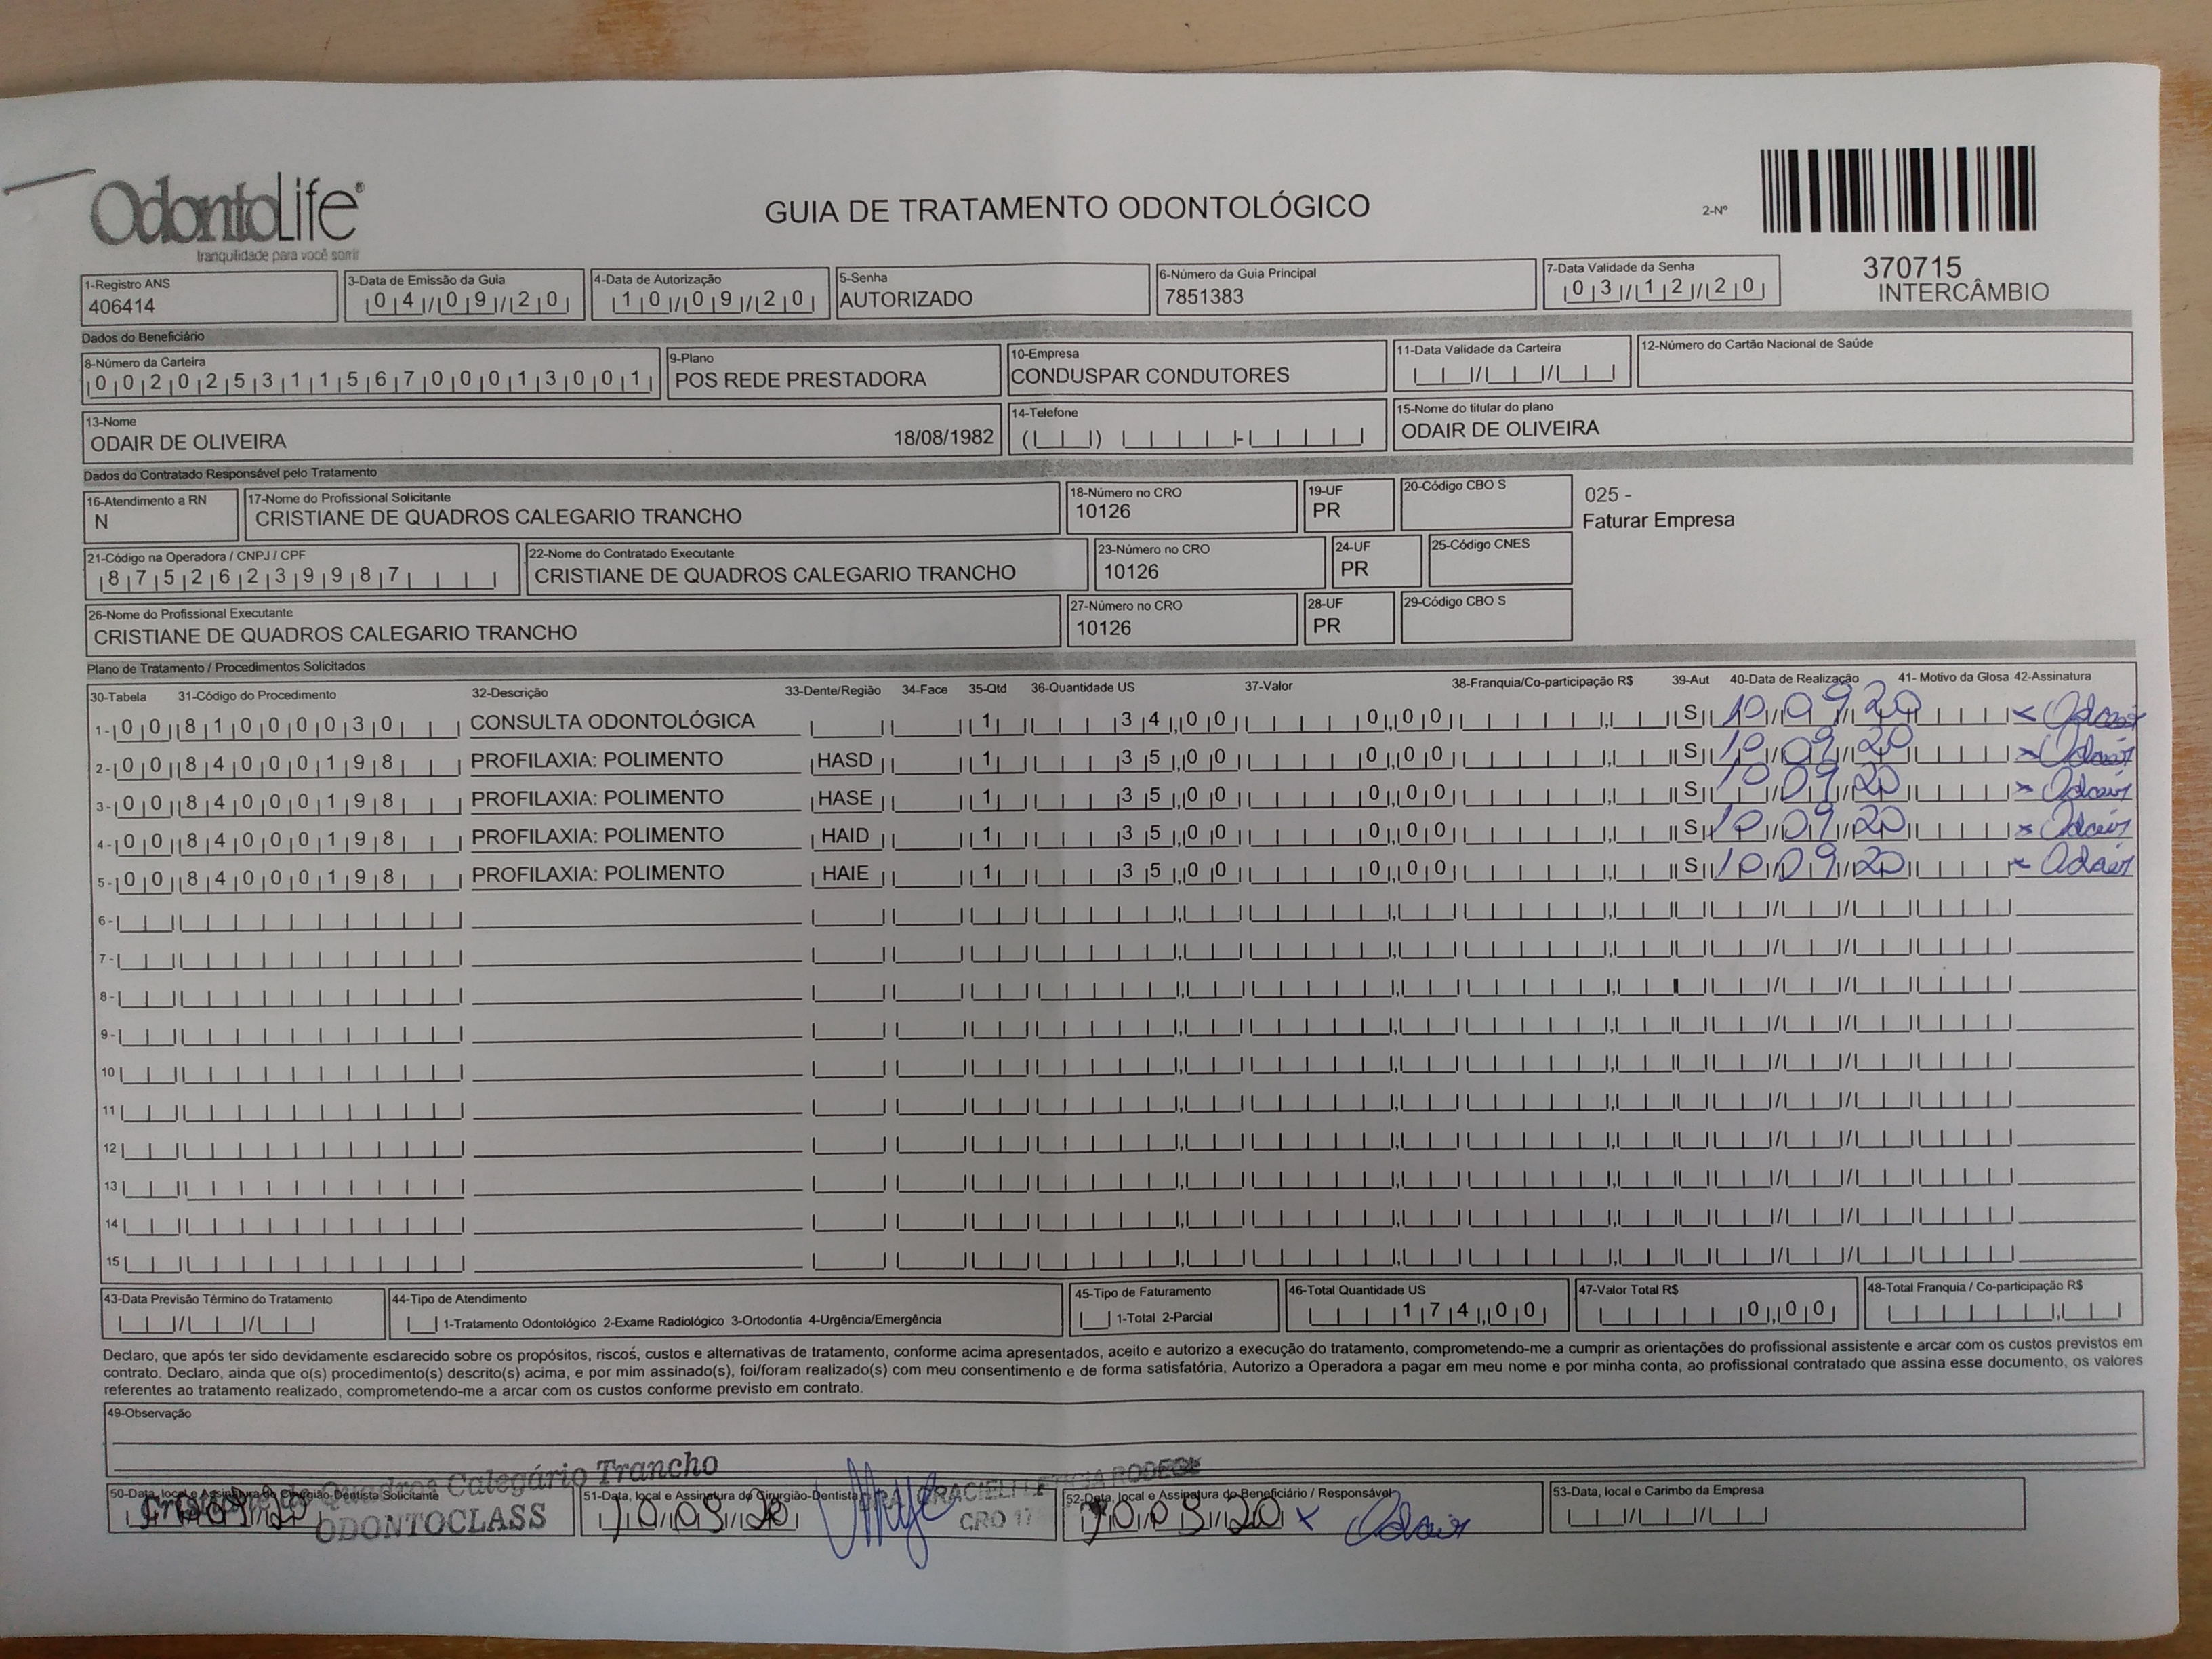 OdontoLife®
tranquilidade para você sorrir
GUIA DE TRATAMENTO ODONTOLÓGICO
2-Nº
370715
INTERCÂMBIO
1-Registro ANS
406414
3-Data de Emissão da Guia
04/09/20
4-Data de Autorização
10/09/20
5-Senha
AUTORIZADO
6-Número da Guia Principal
7851383
7-Data Validade da Senha
03/12/20
Dados do Beneficiário
8-Número da Carteira
00202531156700013001
9-Plano
POS REDE PRESTADORA
10-Empresa
CONDUSPAR CONDUTORES
11-Data Validade da Carteira
12-Número do Cartão Nacional de Saúde
13-Nome
ODAIR DE OLIVEIRA 18/08/1982
14-Telefone
15-Nome do titular do plano
ODAIR DE OLIVEIRA
Dados do Contratado Responsável pelo Tratamento
16-Atendimento a RN
N
17-Nome do Profissional Solicitante
CRISTIANE DE QUADROS CALEGARIO TRANCHO
18-Número no CRO
10126
19-UF
PR
20-Código CBO S
025 -
Faturar Empresa
21-Código na Operadora / CNPJ / CPF
87526239987
22-Nome do Contratado Executante
CRISTIANE DE QUADROS CALEGARIO TRANCHO
23-Número no CRO
10126
24-UF
PR
25-Código CNES
26-Nome do Profissional Executante
CRISTIANE DE QUADROS CALEGARIO TRANCHO
27-Número no CRO
10126
28-UF
PR
29-Código CBO S
Plano de Tratamento / Procedimentos Solicitados
30-Tabela 31-Código do Procedimento 32-Descrição 33-Dente/Região 34-Face 35-Qtd 36-Quantidade US 37-Valor 38-Franquia/Co-participação R$ 39-Aut 40-Data de Realização 41- Motivo da Glosa 42-Assinatura
1- 00 81000030 CONSULTA ODONTOLÓGICA 1 34,00 0,00 S 10/09/20 Odair
2- 00 84000198 PROFILAXIA: POLIMENTO HASD 1 35,00 0,00 S 10/09/20 Odair
3- 00 84000198 PROFILAXIA: POLIMENTO HASE 1 35,00 0,00 S 10/09/20 Odair
4- 00 84000198 PROFILAXIA: POLIMENTO HAID 1 35,00 0,00 S 10/09/20 Odair
5- 00 84000198 PROFILAXIA: POLIMENTO HAIE 1 35,00 0,00 S 10/09/20 Odair
6-
7-
8-
9-
10
11
12
13
14
15
43-Data Previsão Término do Tratamento
44-Tipo de Atendimento
1-Tratamento Odontológico 2-Exame Radiológico 3-Ortodontia 4-Urgência/Emergência
45-Tipo de Faturamento
1-Total 2-Parcial
46-Total Quantidade US
174,00
47-Valor Total R$
0,00
48-Total Franquia / Co-participação R$
Declaro, que após ter sido devidamente esclarecido sobre os propósitos, riscos, custos e alternativas de tratamento, conforme acima apresentados, aceito e autorizo a execução do tratamento, comprometendo-me a cumprir as orientações do profissional assistente e arcar com os custos previstos em
contrato. Declaro, ainda que o(s) procedimento(s) descrito(s) acima, e por mim assinado(s), foi/foram realizado(s) com meu consentimento e de forma satisfatória. Autorizo a Operadora a pagar em meu nome e por minha conta, ao profissional contratado que assina esse documento, os valores
referentes ao tratamento realizado, comprometendo-me a arcar com os custos conforme previsto em contrato.
49-Observação
Cristiane de Quadros Calegário Trancho
ODONTOCLASS
50-Data, local e Assinatura do Cirurgião-Dentista Solicitante
51-Data, local e Assinatura do Cirurgião-Dentista
10/09/20
DRA. GRACIELI LETICIA
CRO 17
52-Data, local e Assinatura do Beneficiário / Responsável
10/09/20 x Odair
53-Data, local e Carimbo da Empresa